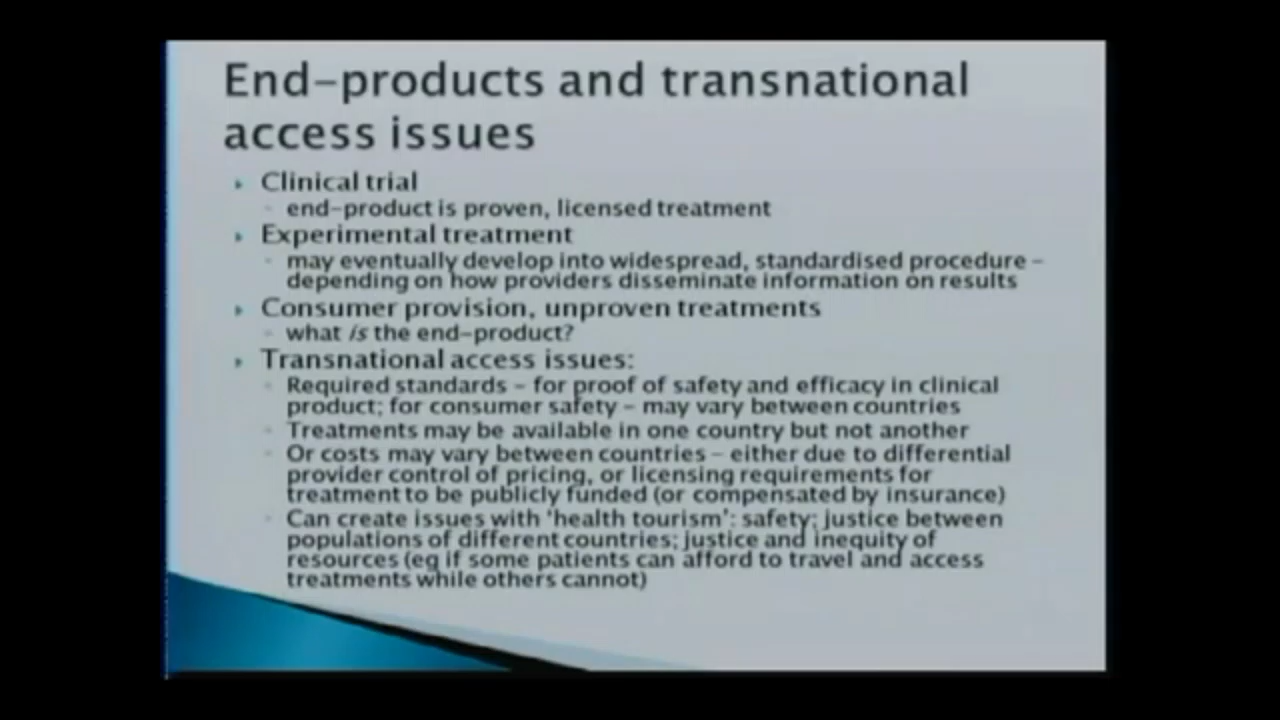 End-products and transnational
access issues
Clinical trial
end-product is proven, licensed treatment
Experimental treatment
may eventually develop into widespread, standardised procedure –
depending on how providers disseminate information on results
Consumer provision, unproven treatments
what is the end-product?
Transnational access issues:
Required standards – for proof of safety and efficacy in clinical
product; for consumer safety – may vary between countries
Treatments may be available in one country but not another
Or costs may vary between countries – either due to differential
provider control of pricing, or licensing requirements for
treatment to be publicly funded (or compensated by insurance)
Can create issues with 'health tourism': safety; justice between
populations of different countries; justice and inequity of
resources (eg if some patients can afford to travel and access
treatments while others cannot)